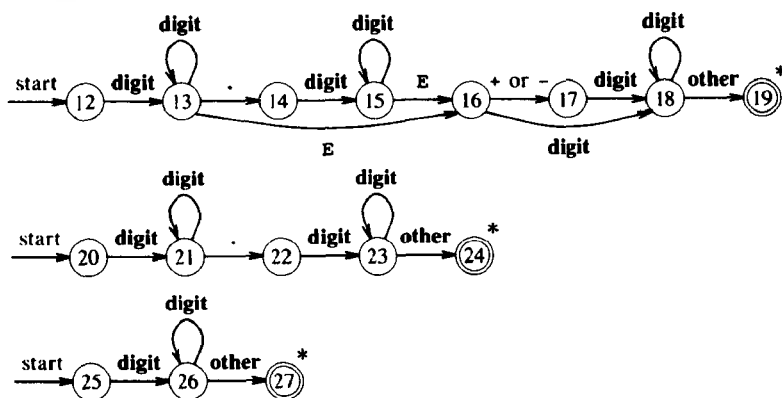 digit digit digit
start digit . digit E + or - digit other *
12 13 14 15 16 17 18 19
E digit
digit digit
start digit . digit other *
20 21 22 23 24
digit
start digit other *
25 26 27